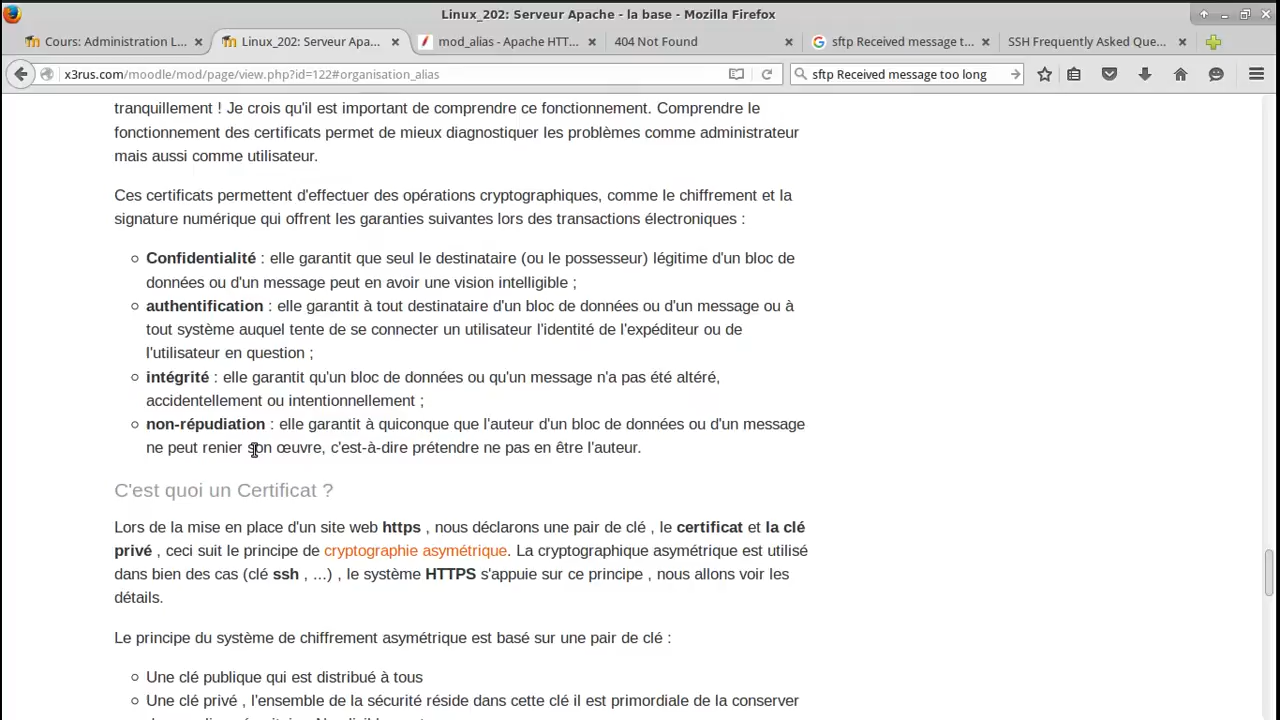 Linux_202: Serveur Apache - la base - Mozilla Firefox
Cours: Administration L... Linux_202: Serveur Apa... mod_alias - Apache HTT... 404 Not Found sftp Received message t... SSH Frequently Asked Que...
x3rus.com/moodle/mod/page/view.php?id=122#organisation_alias sftp Received message too long
tranquillement ! Je crois qu'il est important de comprendre ce fonctionnement. Comprendre le
fonctionnement des certificats permet de mieux diagnostiquer les problèmes comme administrateur
mais aussi comme utilisateur.
Ces certificats permettent d'effectuer des opérations cryptographiques, comme le chiffrement et la
signature numérique qui offrent les garanties suivantes lors des transactions électroniques :
Confidentialité : elle garantit que seul le destinataire (ou le possesseur) légitime d'un bloc de
données ou d'un message peut en avoir une vision intelligible ;
authentification : elle garantit à tout destinataire d'un bloc de données ou d'un message ou à
tout système auquel tente de se connecter un utilisateur l'identité de l'expéditeur ou de
l'utilisateur en question ;
intégrité : elle garantit qu'un bloc de données ou qu'un message n'a pas été altéré,
accidentellement ou intentionnellement ;
non-répudiation : elle garantit à quiconque que l'auteur d'un bloc de données ou d'un message
ne peut renier son œuvre, c'est-à-dire prétendre ne pas en être l'auteur.
C'est quoi un Certificat ?
Lors de la mise en place d'un site web https , nous déclarons une pair de clé , le certificat et la clé
privé , ceci suit le principe de cryptographie asymétrique. La cryptographique asymétrique est utilisé
dans bien des cas (clé ssh , ...) , le système HTTPS s'appuie sur ce principe , nous allons voir les
détails.
Le principe du système de chiffrement asymétrique est basé sur une pair de clé :
Une clé publique qui est distribué à tous
Une clé privé , l'ensemble de la sécurité réside dans cette clé il est primordiale de la conserver